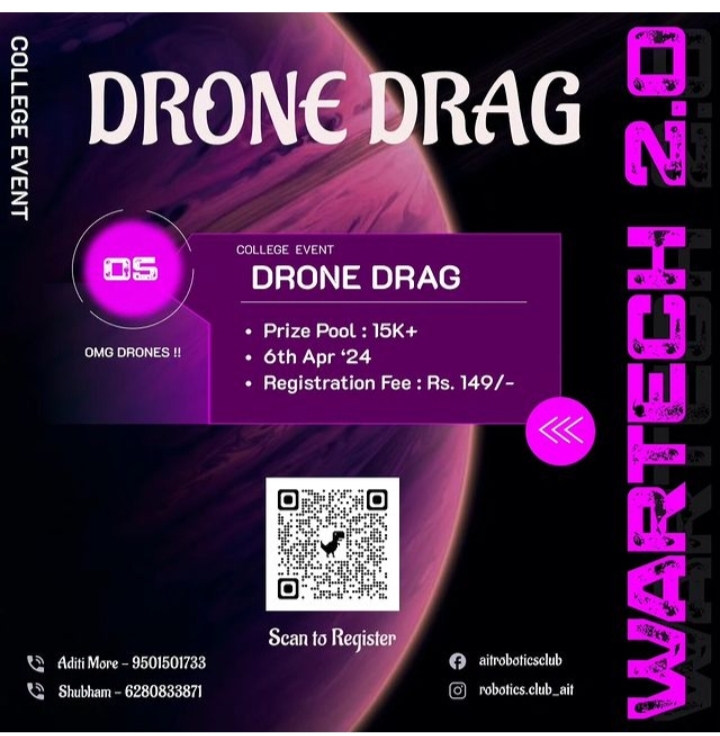 COLLEGE EVENT
DRONE DRAG
WARTECH 2.0
05
OMG DRONES !!
COLLEGE EVENT
DRONE DRAG
• Prize Pool : 15K+
• 6th Apr ‘24
• Registration Fee : Rs. 149/-
Scan to Register
Aditi More – 9501501733
Shubham – 6280833871
aitroboticsclub
robotics.club_ait